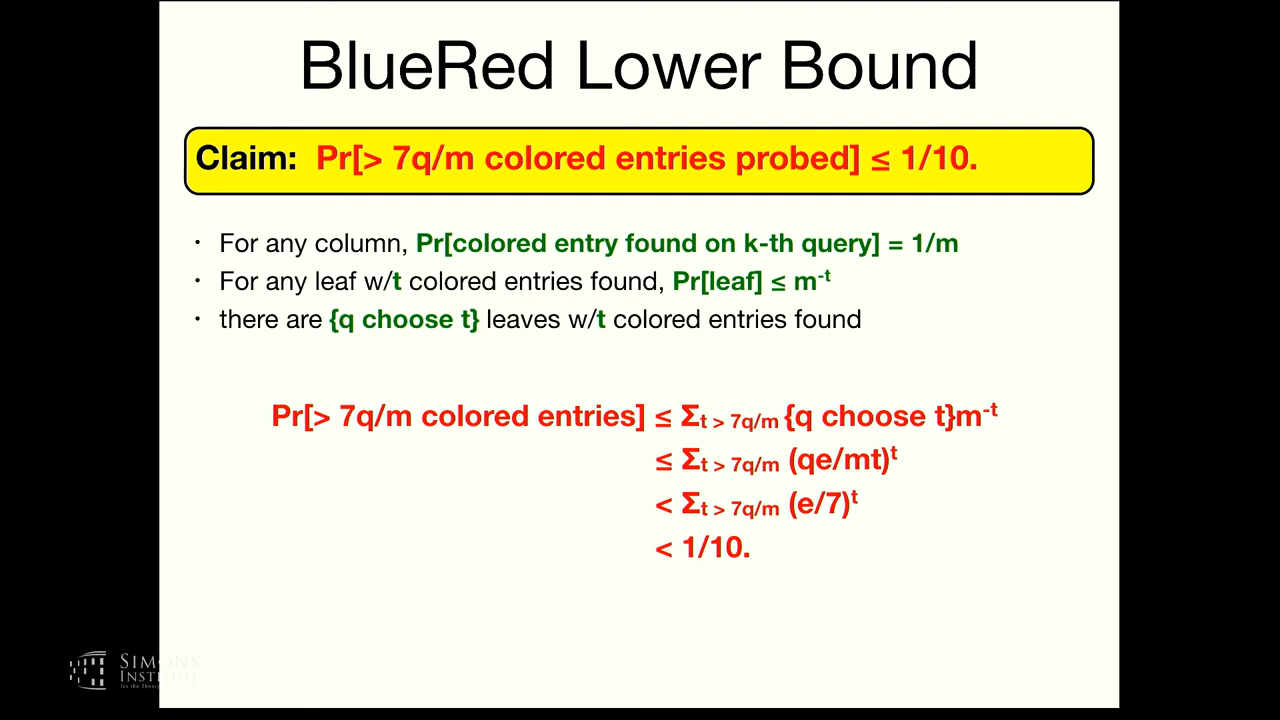 BlueRed Lower Bound
Claim: Pr[> 7q/m colored entries probed] ≤ 1/10.
• For any column, Pr[colored entry found on k-th query] = 1/m
• For any leaf w/t colored entries found, Pr[leaf] ≤ m⁻ᵗ
• there are {q choose t} leaves w/t colored entries found
Pr[> 7q/m colored entries] ≤ Σt > 7q/m {q choose t}m⁻ᵗ
≤ Σt > 7q/m (qe/mt)ᵗ
< Σt > 7q/m (e/7)ᵗ
< 1/10.
SIMONS
INSTITUTE